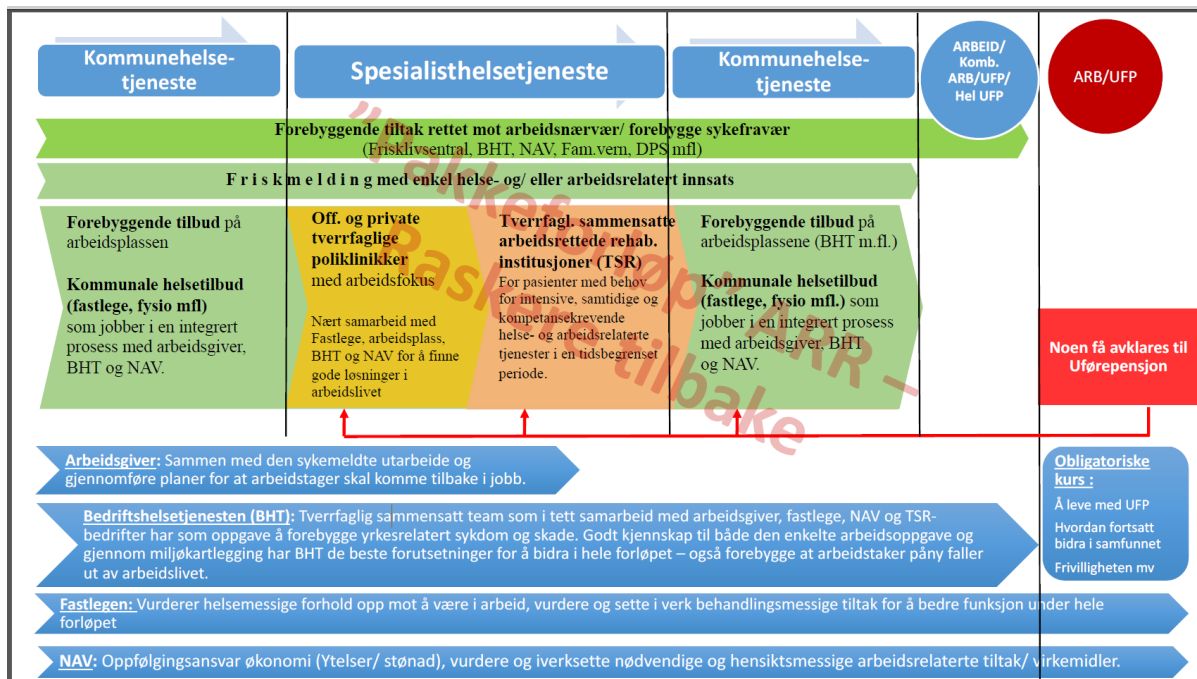 Kommunehelse-
tjeneste
Spesialisthelsetjeneste
Kommunehelse-
tjeneste
ARBEID/
Komb.
ARB/UFP/
Hel UFP
ARB/UFP
Forebyggende tiltak rettet mot arbeidsnærvær/ forebygge sykefravær
(Frisklivsentral, BHT, NAV, Fam.vern, DPS mfl)
F r i s k m e l d i n g med enkel helse- og/ eller arbeidsrelatert innsats
Forebyggende tilbud på
arbeidsplassen
Kommunale helsetilbud
(fastlege, fysio mfl)
som jobber i en integrert
prosess med arbeidsgiver,
BHT og NAV.
Off. og private
tverrfaglige
poliklinikker
med arbeidsfokus
Nært samarbeid med
Fastlege, arbeidsplass,
BHT og NAV for å finne
gode løsninger i
arbeidslivet
Tverrfagl. sammensatte
arbeidsrettede rehab.
institusjoner (TSR)
For pasienter med behov
for intensive, samtidige og
kompetansekrevende
helse- og arbeidsrelaterte
tjenester i en tidsbegrenset
periode.
Forebyggende tilbud på
arbeidsplassene (BHT m.fl.)
Kommunale helsetilbud
(fastlege, fysio mfl.) som
jobber i en integrert prosess
med arbeidsgiver, BHT
og NAV.
"Pakkeforløp" ARR –
Raskere tilbake
Noen få avklares til
Uførepensjon
Arbeidsgiver: Sammen med den sykemeldte utarbeide og
gjennomføre planer for at arbeidstager skal komme tilbake i jobb.
Bedriftshelsetjenesten (BHT): Tverrfaglig sammensatt team som i tett samarbeid med arbeidsgiver, fastlege, NAV og TSR-
bedrifter har som oppgave å forebygge yrkesrelatert sykdom og skade. Godt kjennskap til både den enkelte arbeidsoppgave og
gjennom miljøkartlegging har BHT de beste forutsetninger for å bidra i hele forløpet – også forebygge at arbeidstaker påny faller
ut av arbeidslivet.
Obligatoriske
kurs :
Å leve med UFP
Hvordan fortsatt
bidra i samfunnet
Frivilligheten mv
Fastlegen: Vurderer helsemessige forhold opp mot å være i arbeid, vurdere og sette i verk behandlingsmessige tiltak for å bedre funksjon under hele
forløpet
NAV: Oppfølgingsansvar økonomi (Ytelser/ stønad), vurdere og iverksette nødvendige og hensiktsmessige arbeidsrelaterte tiltak/ virkemidler.